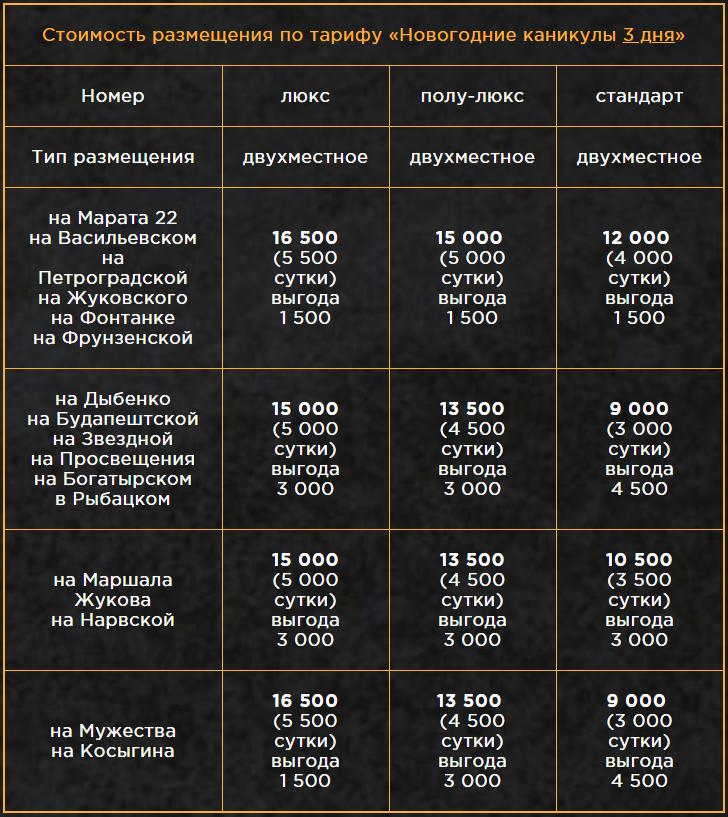 Стоимость размещения по тарифу «Новогодние каникулы 3 дня»
Номер
люкс
полу-люкс
стандарт
Тип размещения
двухместное
двухместное
двухместное
на Марата 22
на Васильевском
на
Петроградской
на Жуковского
на Фонтанке
на Фрунзенской
16 500
(5 500
сутки)
выгода
1 500
15 000
(5 000
сутки)
выгода
1 500
12 000
(4 000
сутки)
выгода
1 500
на Дыбенко
на Будапештской
на Звездной
на Просвещения
на Богатырском
в Рыбацком
15 000
(5 000
сутки)
выгода
3 000
13 500
(4 500
сутки)
выгода
3 000
9 000
(3 000
сутки)
выгода
4 500
на Маршала
Жукова
на Нарвской
15 000
(5 000
сутки)
выгода
3 000
13 500
(4 500
сутки)
выгода
3 000
10 500
(3 500
сутки)
выгода
3 000
на Мужества
на Косыгина
16 500
(5 500
сутки)
выгода
1 500
13 500
(4 500
сутки)
выгода
3 000
9 000
(3 000
сутки)
выгода
4 500